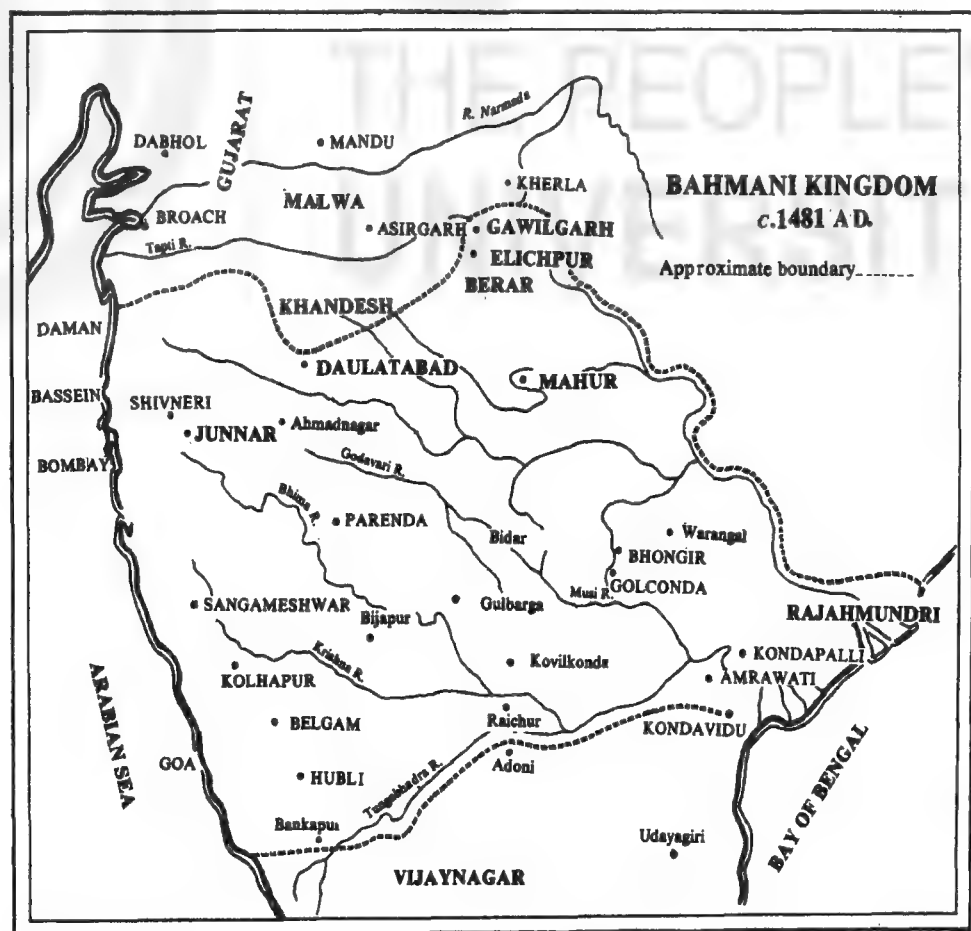 THE PEOPLE'S
UNIVERSITY
BAHMANI KINGDOM
c.1481 A.D.
Approximate boundary
DABHOL
GUJARAT
MANDU
R. Narmada
KHERLA
MALWA
BROACH
ASIRGARH
GAWILGARH
Tapti R.
ELICHPUR
BERAR
KHANDESH
DAMAN
DAULATABAD
MAHUR
BASSEIN
SHIVNERI
JUNNAR
Ahmadnagar
BOMBAY
Godavari R.
Bhima R.
PARENDA
Bidar
Warangal
BHONGIR
GOLCONDA
Musi R.
SANGAMESHWAR
Gulbarga
RAJAHMUNDRI
Bijapur
Krishna R.
Kovilkonda
KONDAPALLI
KOLHAPUR
AMRAWATI
ARABIAN SEA
BELGAM
Raichur
KONDAVIDU
GOA
Adoni
HUBLI
Tungabhadra R.
BAY OF BENGAL
Bankapur
Udayagiri
VIJAYNAGAR